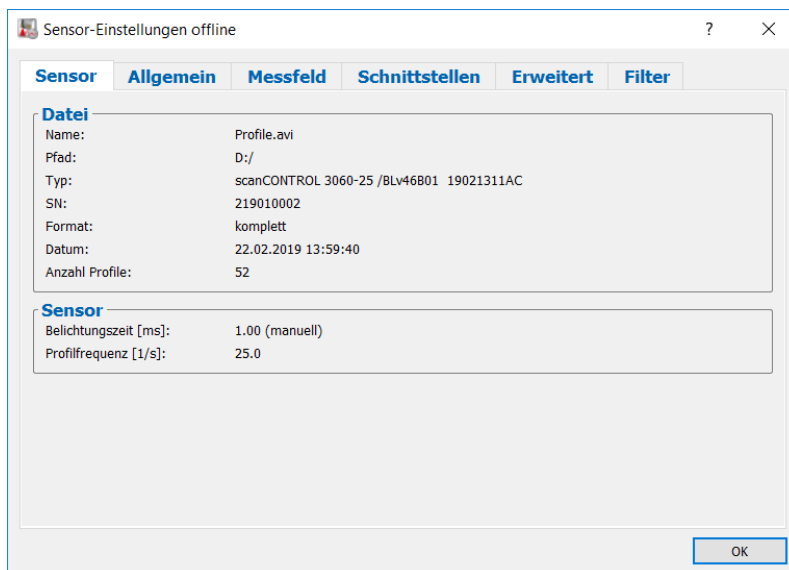 Sensor-Einstellungen offline ?
Sensor Allgemein Messfeld Schnittstellen Erweitert Filter
Datei
Name: Profile.avi
Pfad: D:/
Typ: scanCONTROL 3060-25 /BLv46B01 19021311AC
SN: 219010002
Format: komplett
Datum: 22.02.2019 13:59:40
Anzahl Profile: 52
Sensor
Belichtungszeit [ms]: 1.00 (manuell)
Profilfrequenz [1/s]: 25.0
OK